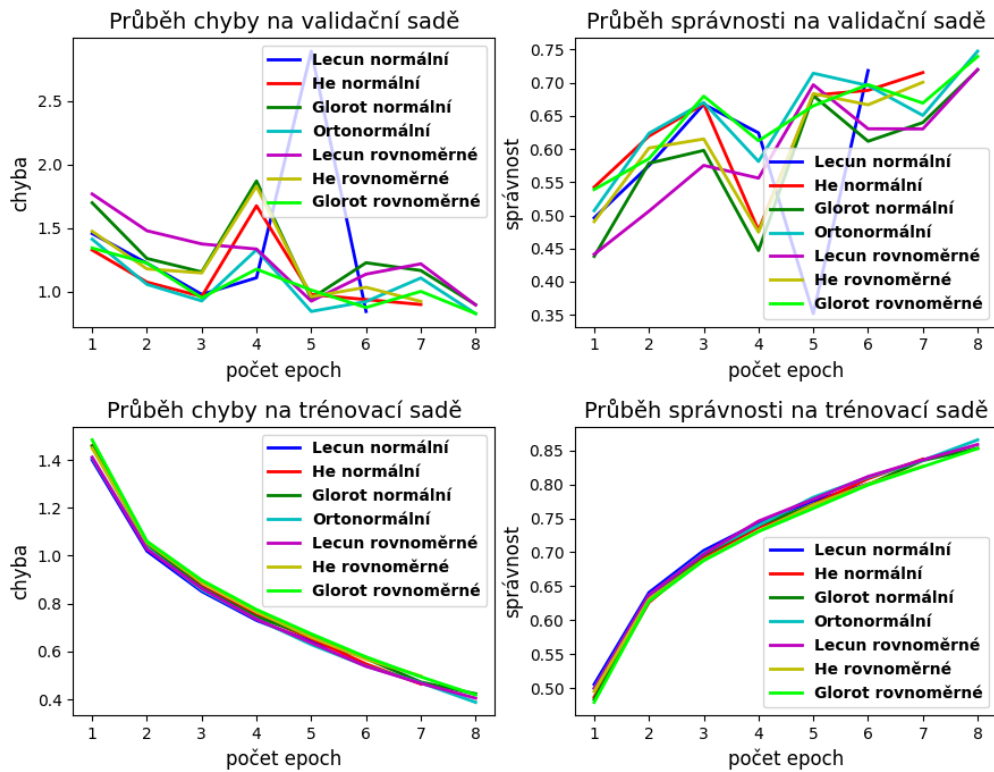 Průběh chyby na validační sadě
chyba
2.5
2.0
1.5
1.0
Lecun normální
He normální
Glorot normální
Ortonormální
Lecun rovnoměrné
He rovnoměrné
Glorot rovnoměrné
1 2 3 4 5 6 7 8
počet epoch
Průběh správnosti na validační sadě
správnost
0.75
0.70
0.65
0.60
0.55
0.50
0.45
0.40
0.35
Lecun normální
He normální
Glorot normální
Ortonormální
Lecun rovnoměrné
He rovnoměrné
Glorot rovnoměrné
1 2 3 4 5 6 7 8
počet epoch
Průběh chyby na trénovací sadě
chyba
1.4
1.2
1.0
0.8
0.6
0.4
Lecun normální
He normální
Glorot normální
Ortonormální
Lecun rovnoměrné
He rovnoměrné
Glorot rovnoměrné
1 2 3 4 5 6 7 8
počet epoch
Průběh správnosti na trénovací sadě
správnost
0.85
0.80
0.75
0.70
0.65
0.60
0.55
0.50
Lecun normální
He normální
Glorot normální
Ortonormální
Lecun rovnoměrné
He rovnoměrné
Glorot rovnoměrné
1 2 3 4 5 6 7 8
počet epoch